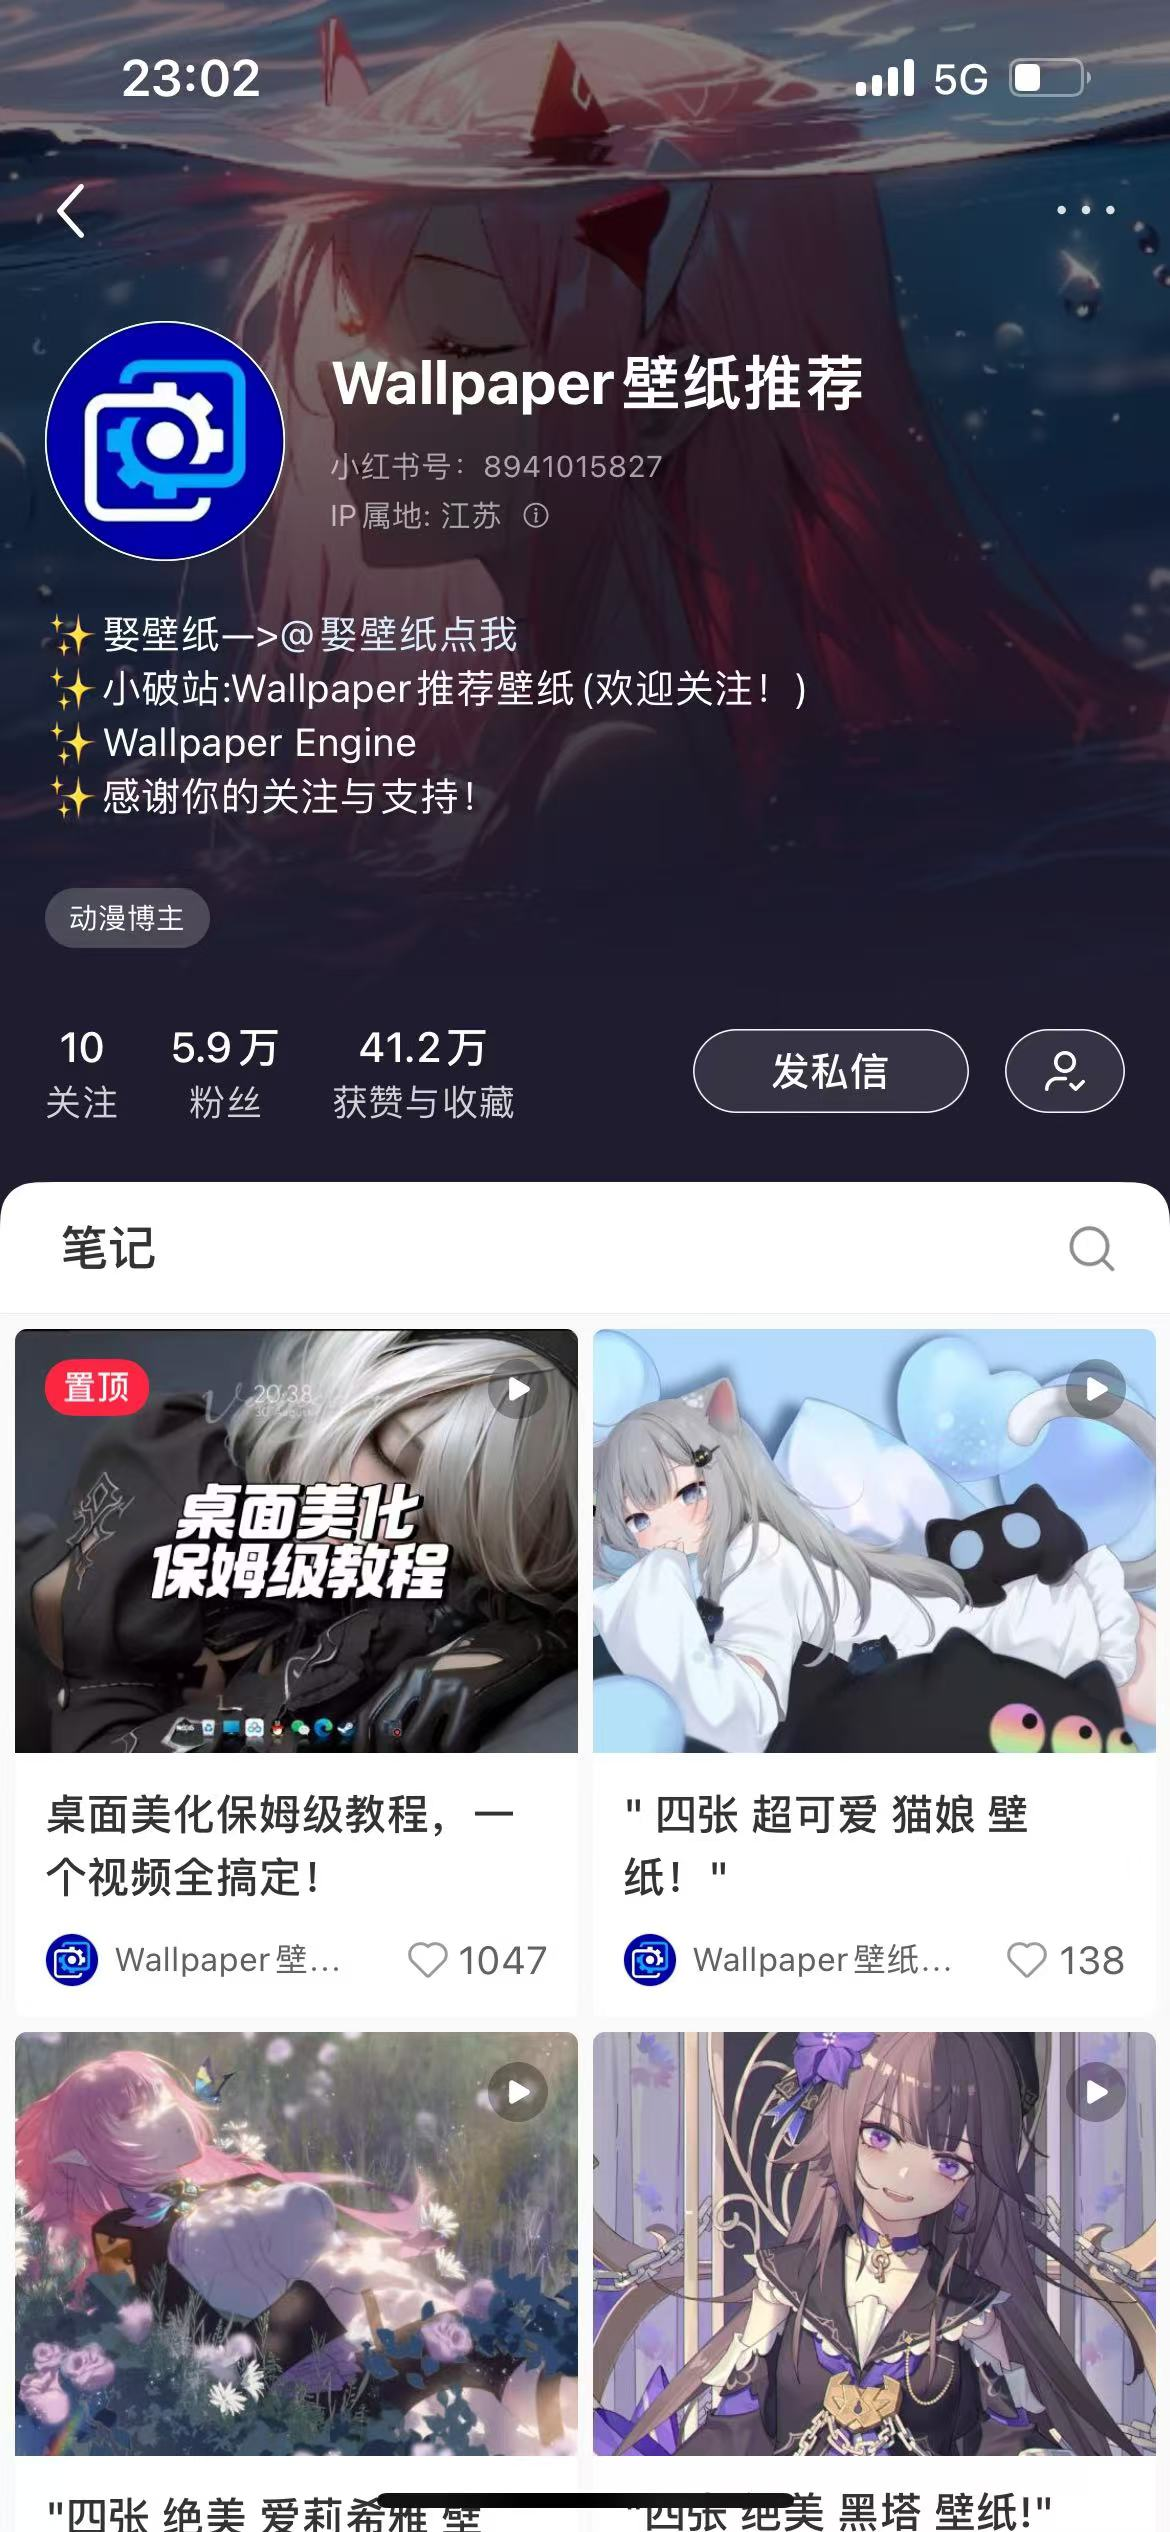 23:02
5G
Wallpaper壁纸推荐
小红书号：8941015827
IP属地: 江苏
✨娶壁纸—>@娶壁纸点我
✨小破站:Wallpaper推荐壁纸(欢迎关注！)
✨Wallpaper Engine
✨感谢你的关注与支持！
动漫博主
10 5.9万 41.2万
关注 粉丝 获赞与收藏
发私信
笔记
置顶
20:38
桌面美化
保姆级教程
桌面美化保姆级教程，一
个视频全搞定！
Wallpaper壁... 1047
" 四张 超可爱 猫娘 壁
纸！"
Wallpaper壁纸... 138
"四张 绝美 爱莉希雅 壁
"四张 绝美 黑塔 壁纸!"